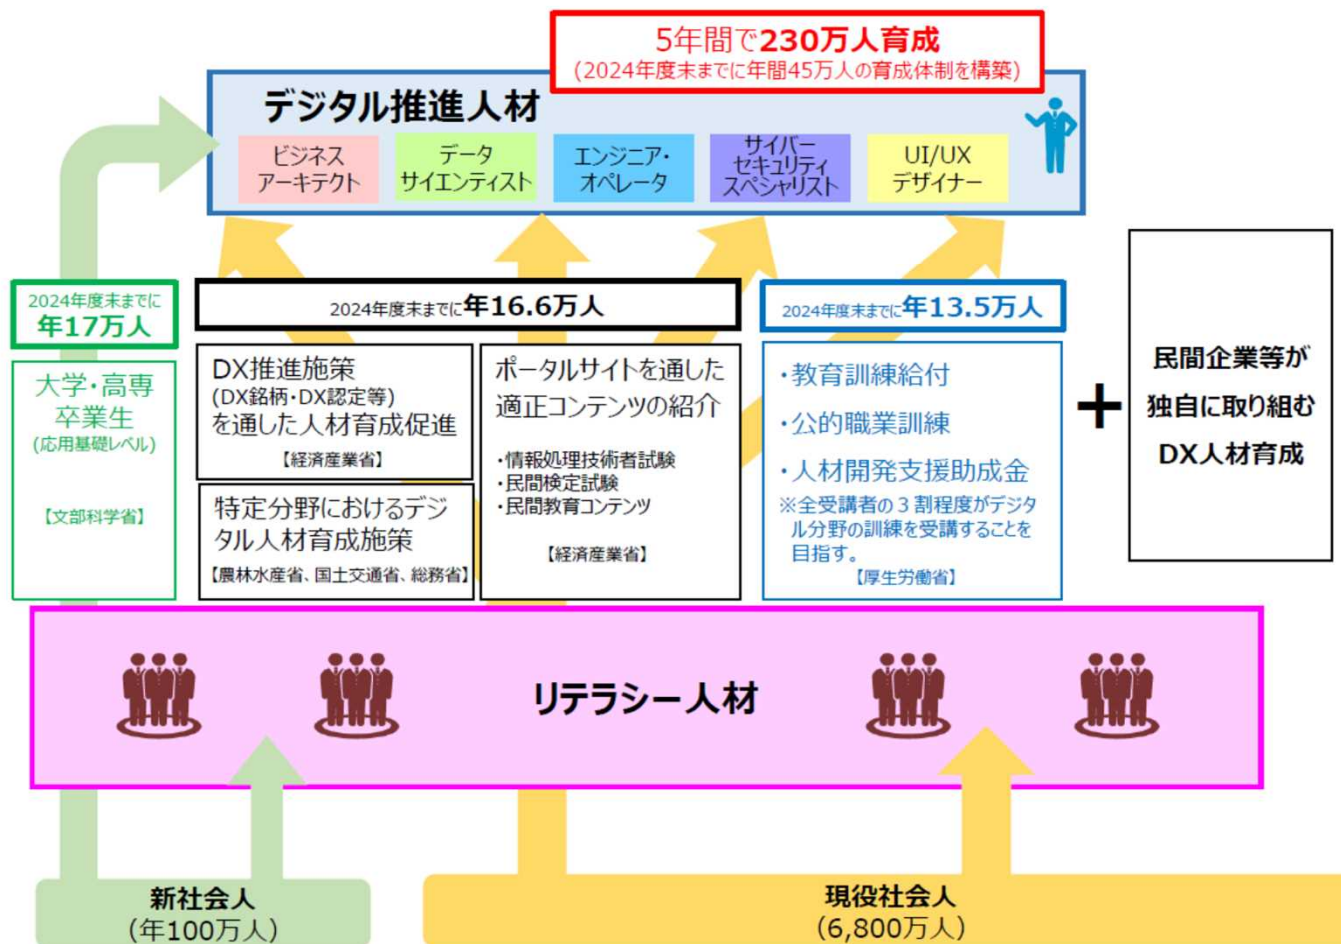 5年間で230万人育成
(2024年度末までに年間45万人の育成体制を構築)
デジタル推進人材
ビジネス
アーキテクト
データ
サイエンティスト
エンジニア・
オペレータ
サイバー
セキュリティ
スペシャリスト
UI/UX
デザイナー
2024年度末までに
年17万人
大学・高専
卒業生
(応用基礎レベル)
【文部科学省】
2024年度末までに年16.6万人
DX推進施策
(DX銘柄・DX認定等)
を通した人材育成促進
【経済産業省】
特定分野におけるデジ
タル人材育成施策
【農林水産省、国土交通省、総務省】
ポータルサイトを通した
適正コンテンツの紹介
・情報処理技術者試験
・民間検定試験
・民間教育コンテンツ
【経済産業省】
2024年度末までに年13.5万人
・教育訓練給付
・公的職業訓練
・人材開発支援助成金
※全受講者の3割程度がデジ
タル分野の訓練を受講することを
目指す。
【厚生労働省】
+
民間企業等が
独自に取り組む
DX人材育成
リテラシー人材
新社会人
(年100万人)
現役社会人
(6,800万人)